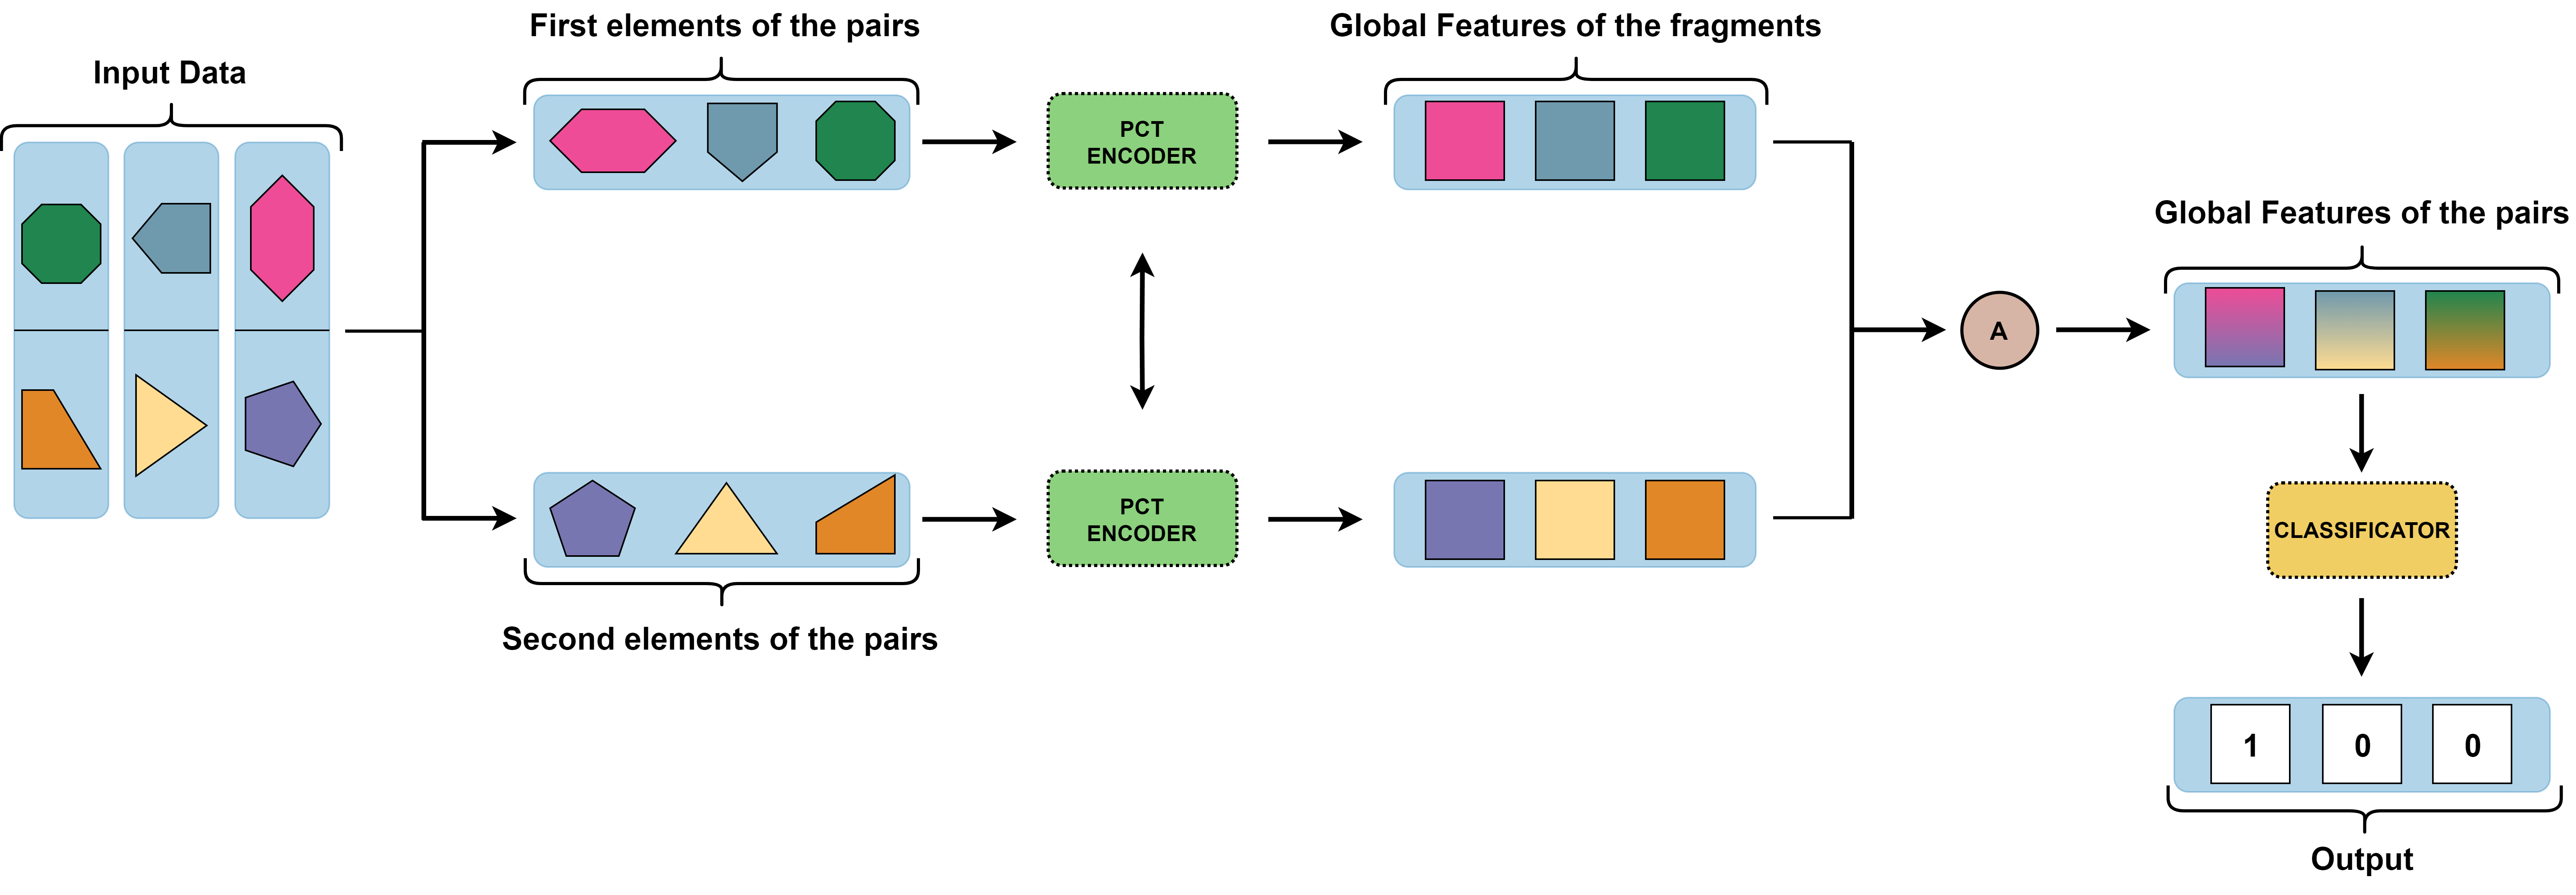 Input Data
First elements of the pairs
PCT
ENCODER
Global Features of the fragments
Second elements of the pairs
PCT
ENCODER
A
Global Features of the pairs
CLASSIFICATOR
1 0 0
Output